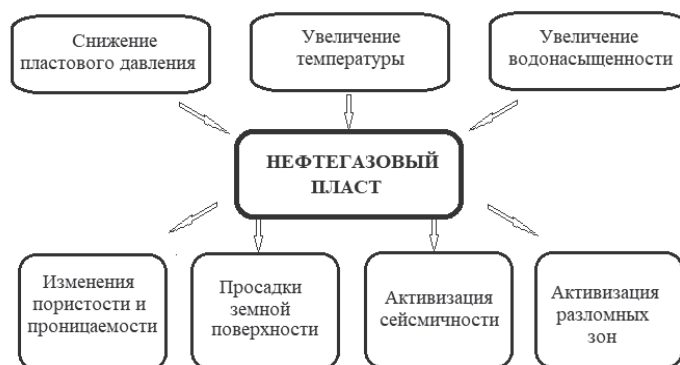 Снижение
пластового давления
Увеличение
температуры
Увеличение
водонасыщенности
НЕФТЕГАЗОВЫЙ
ПЛАСТ
Изменения
пористости и
проницаемости
Просадки
земной
поверхности
Активизация
сейсмичности
Активизация
разломных
зон